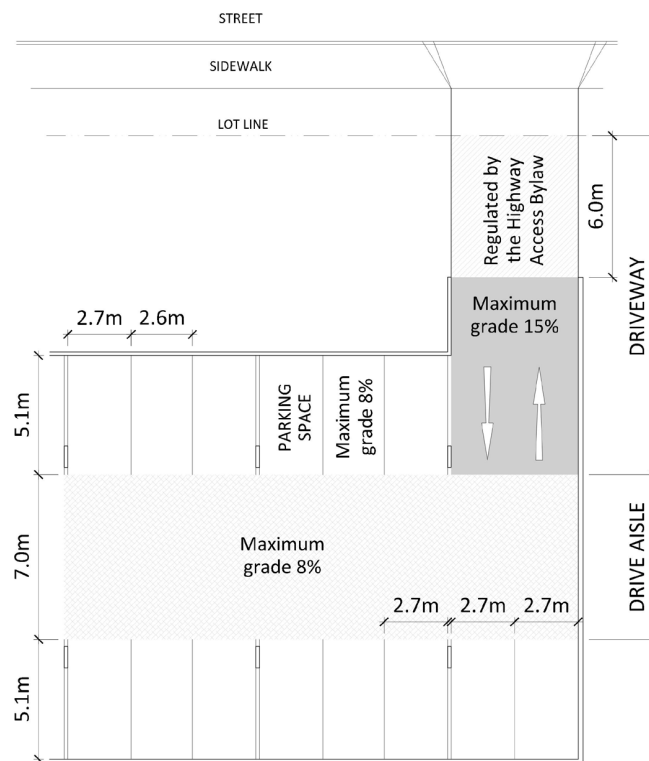 STREET
SIDEWALK
LOT LINE
Regulated by
the Highway
Access Bylaw
6.0m
DRIVEWAY
Maximum
grade 15%
2.7m
2.6m
5.1m
PARKING
SPACE
Maximum
grade 8%
7.0m
Maximum
grade 8%
DRIVE AISLE
2.7m
2.7m
2.7m
5.1m